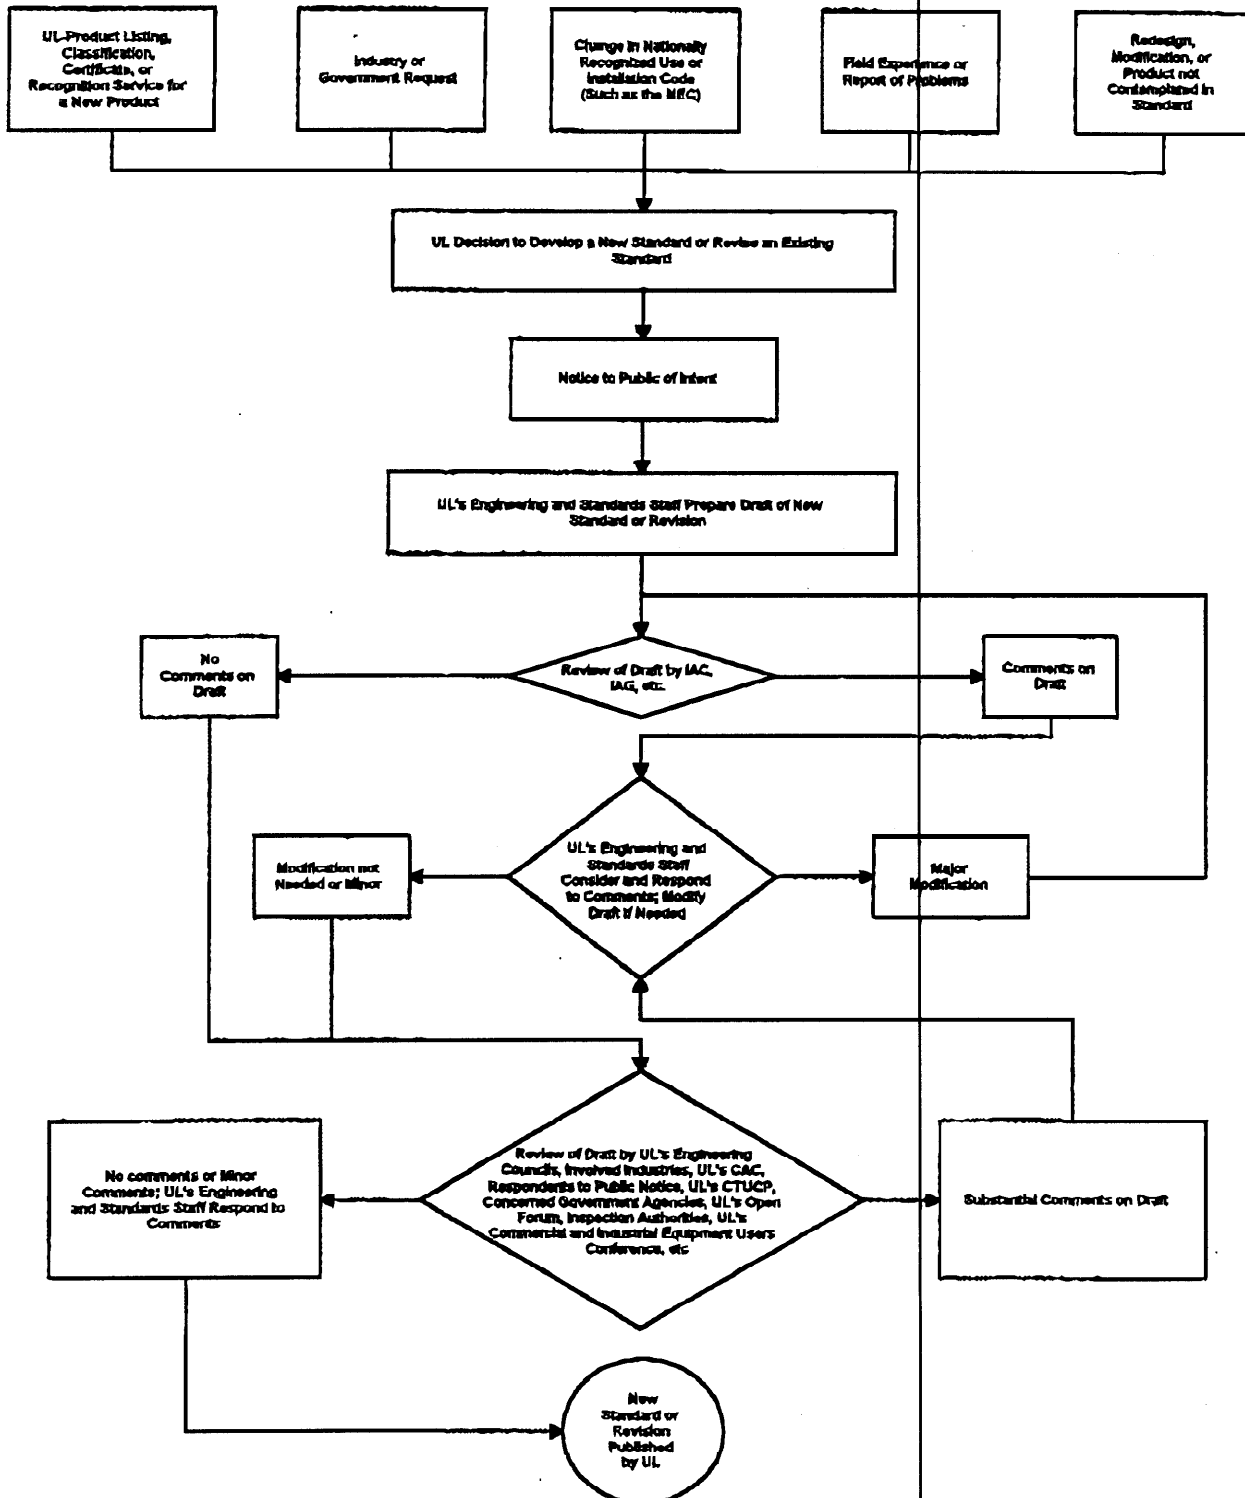 UL Product Listing,
Classification,
Certificate, or
Recognition Service for
a New Product
Industry or
Government Request
Change in Nationally
Recognized Use or
Installation Code
(Such as the NEC)
Field Experience or
Report of Problems
Redesign,
Modification, or
Product not
Contemplated in
Standard
UL Decision to Develop a New Standard or Revise an Existing
Standard
Notice to Public of Intent
UL's Engineering and Standards Staff Prepare Draft of New
Standard or Revision
No
Comments on
Draft
Review of Draft by IAC,
IAG, etc.
Comments on
Draft
Modification not
Needed or Minor
UL's Engineering and
Standards Staff
Consider and Respond
to Comments; Modify
Draft if Needed
Major
Modification
No comments or Minor
Comments; UL's Engineering
and Standards Staff Respond to
Comments
Review of Draft by UL's Engineering
Councils, Involved Industries, UL's CAC,
Respondents to Public Notice, UL's CTUCP,
Concerned Government Agencies, UL's Open
Forum, Inspection Authorities, UL's
Commercial and Industrial Equipment Users
Conference, etc
Substantial Comments on Draft
New
Standard or
Revision
Published
by UL